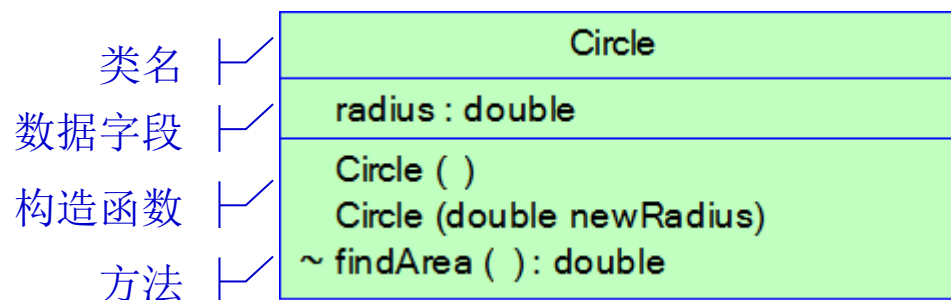 类名
Circle
数据字段
radius : double
构造函数
Circle ( )
Circle (double newRadius)
方法
~ findArea ( ) : double